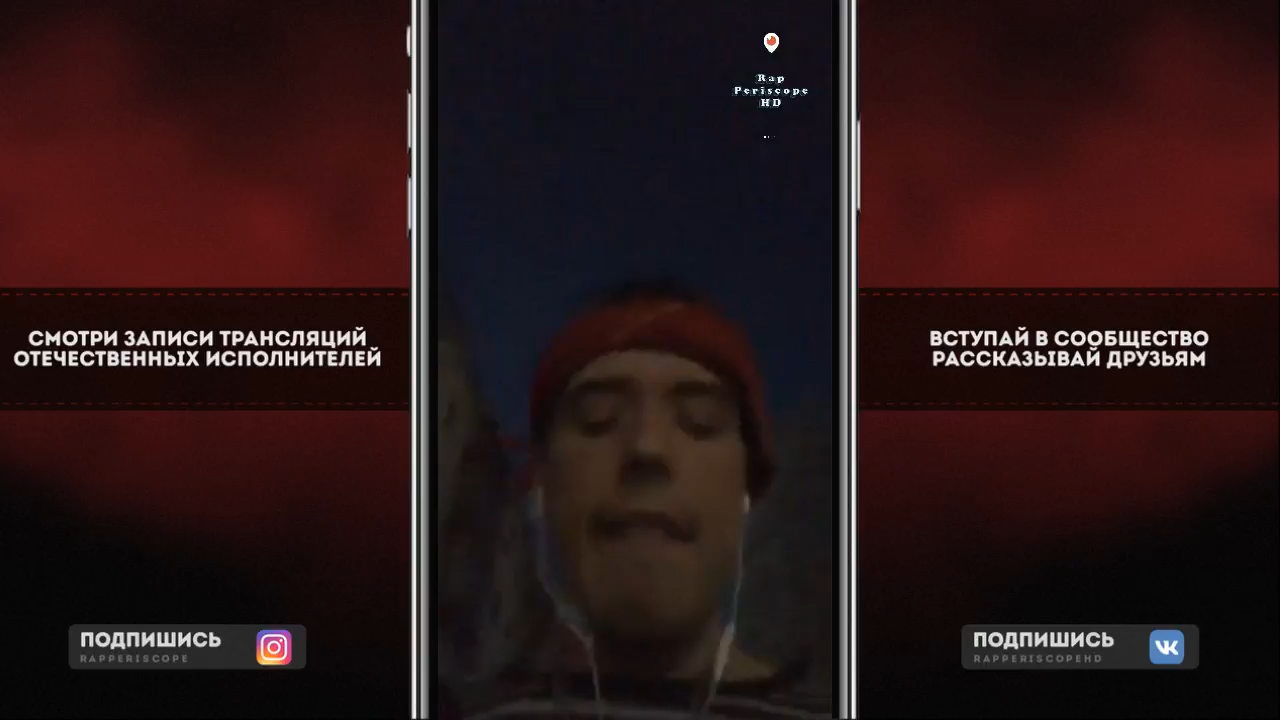 Rap
Periscope
HD
СМОТРИ ЗАПИСИ ТРАНСЛЯЦИЙ
ОТЕЧЕСТВЕННЫХ ИСПОЛНИТЕЛЕЙ
ВСТУПАЙ В СООБЩЕСТВО
РАССКАЗЫВАЙ ДРУЗЬЯМ
ПОДПИШИСЬ
RAPPERISCOPE
ПОДПИШИСЬ
RAPPERISCOPEHD